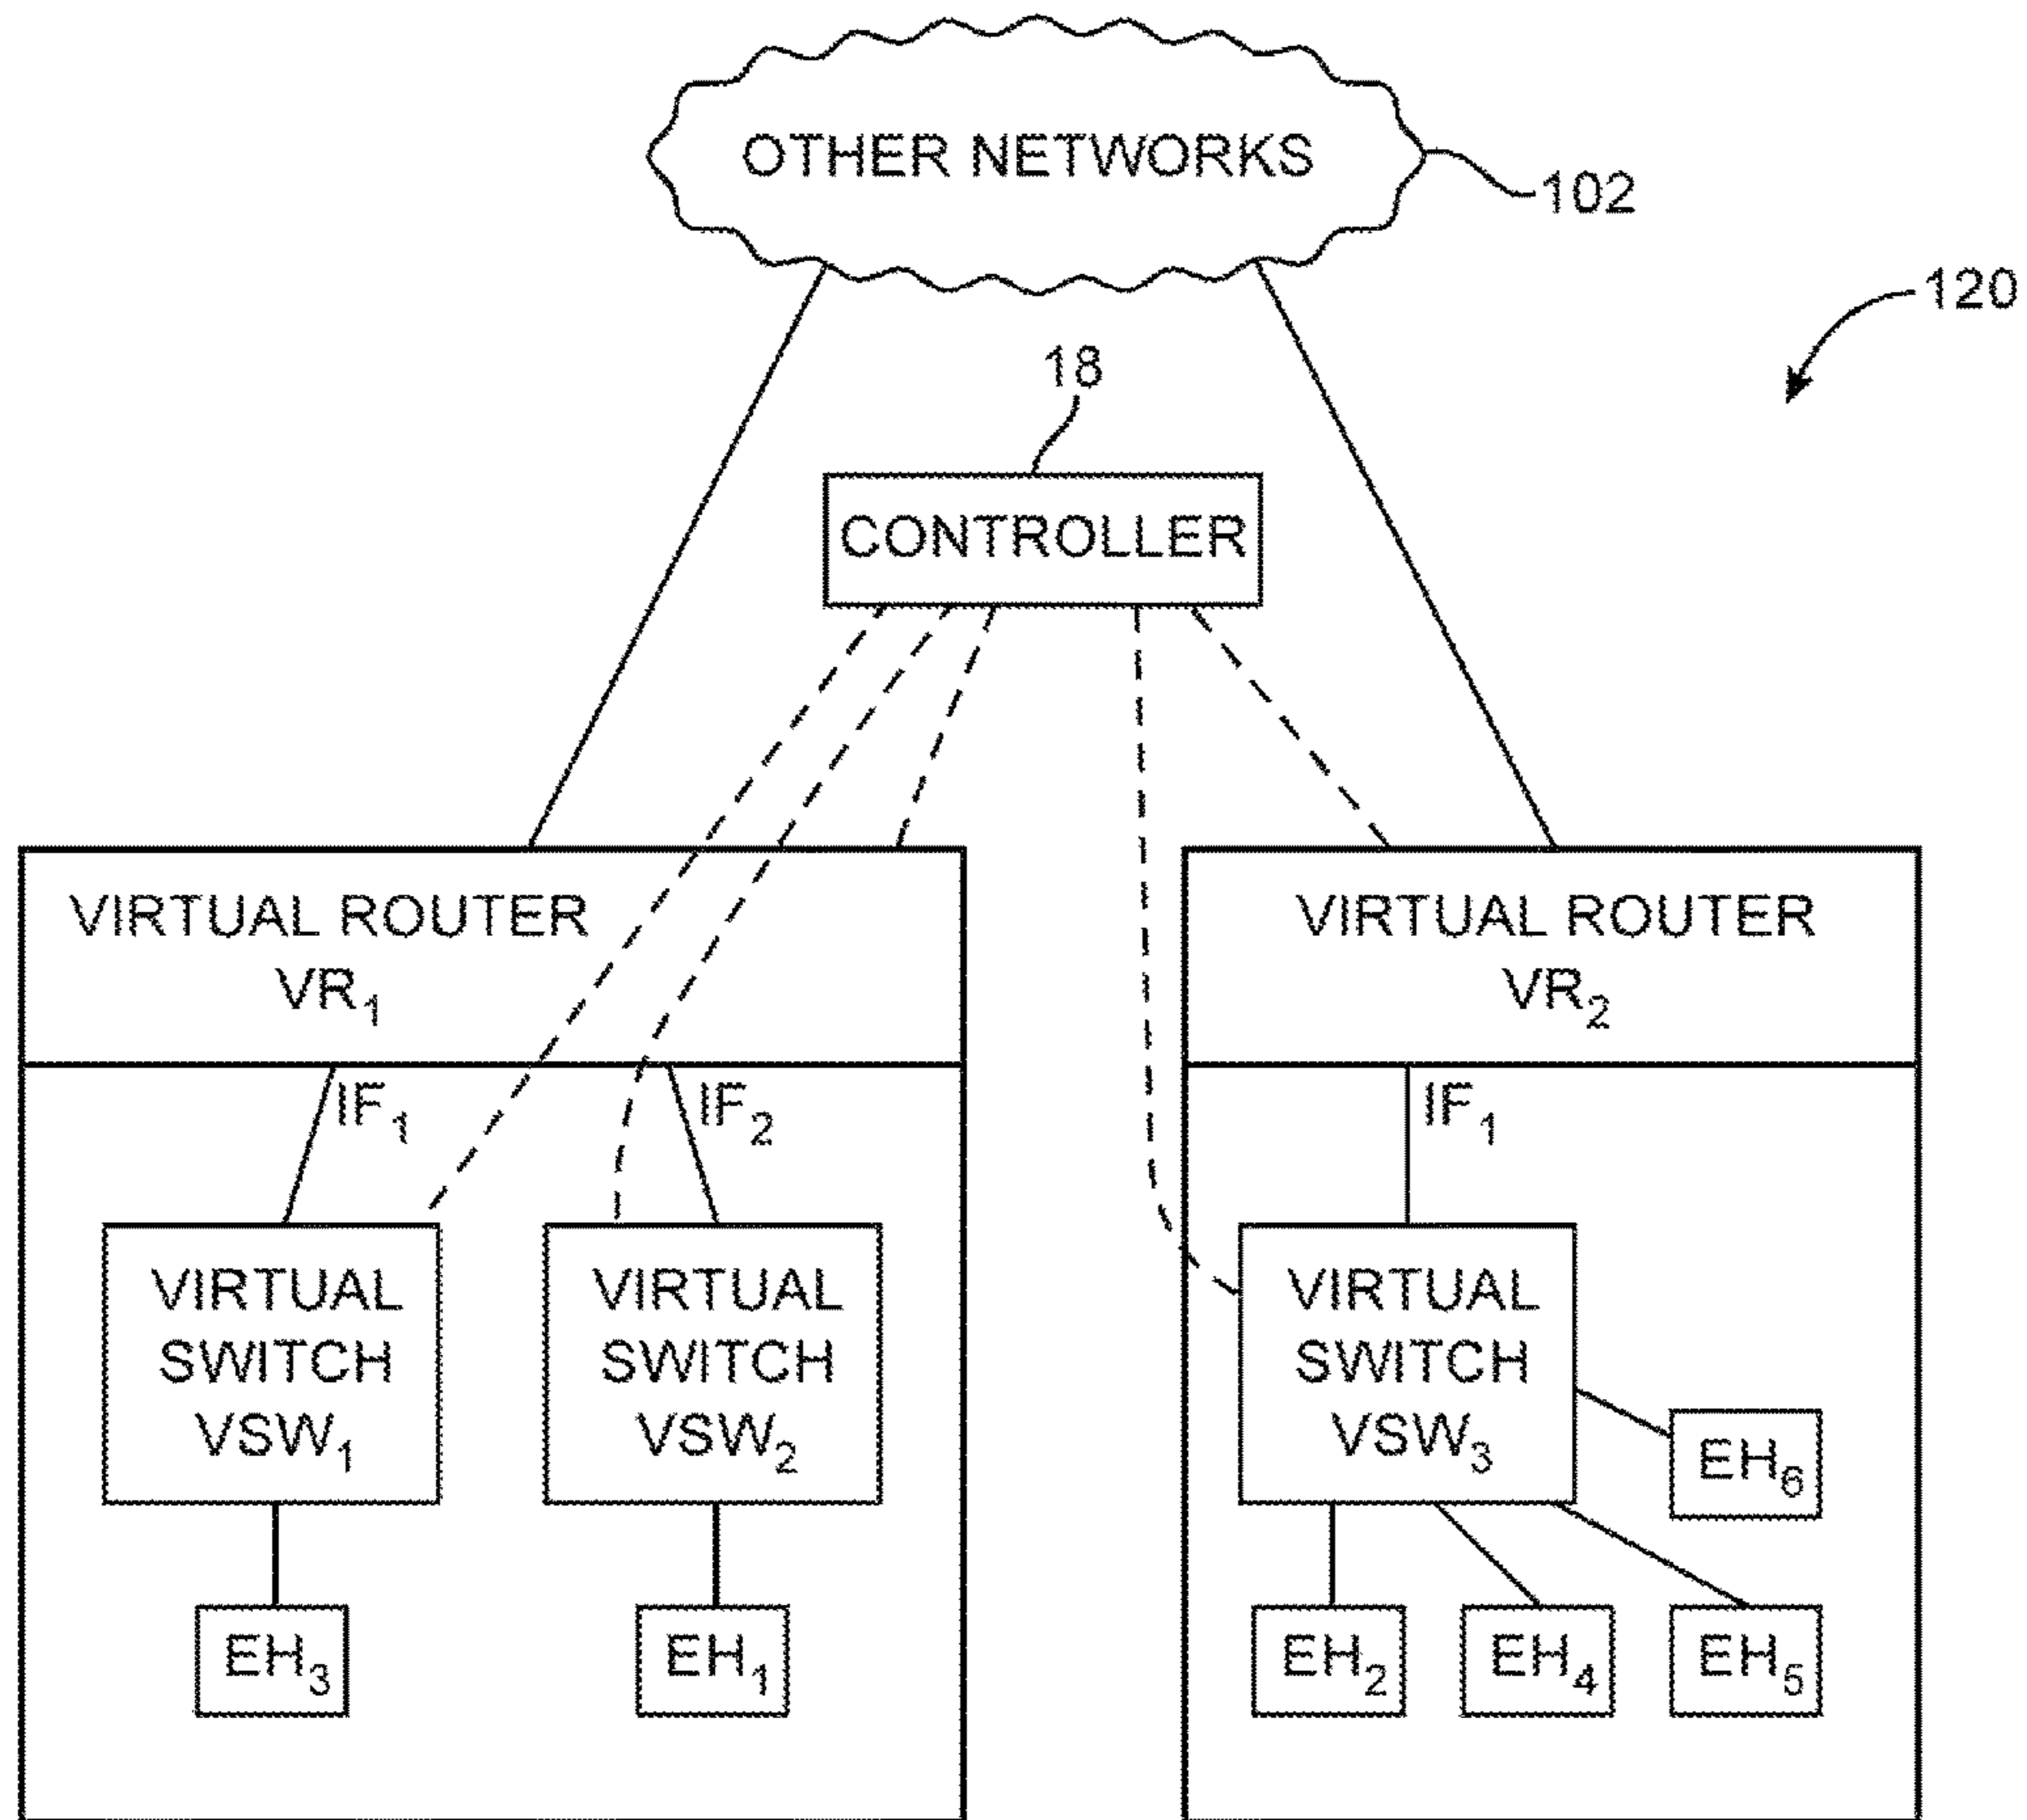 OTHER NETWORKS
102
120
18
CONTROLLER
VIRTUAL ROUTER
VR₁
VIRTUAL ROUTER
VR₂
IF₁
IF₂
IF₁
VIRTUAL
SWITCH
VSW₁
VIRTUAL
SWITCH
VSW₂
VIRTUAL
SWITCH
VSW₃
EH₆
EH₃
EH₁
EH₂
EH₄
EH₅